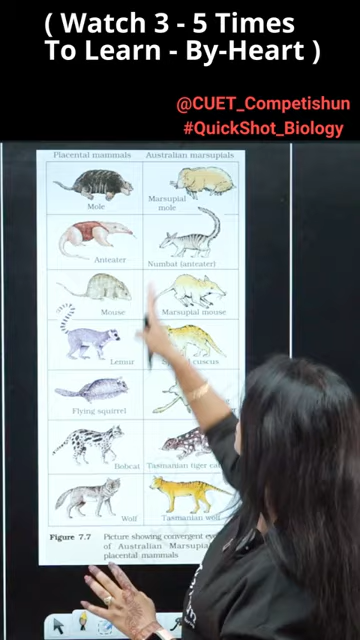 ( Watch 3 - 5 Times
To Learn - By-Heart )
@CUET_Competishun
#QuickShot_Biology
Placental mammals Australian marsupials
Mole
Marsupial
mole
Anteater
Numbat (anteater)
Mouse
Marsupial mouse
Lemur
cuscus
Flying squirrel
Bobcat
Tasmanian tiger cat
Wolf
Tasmanian wolf
Figure 7.7 Picture showing convergent
of Australian
placental mammals